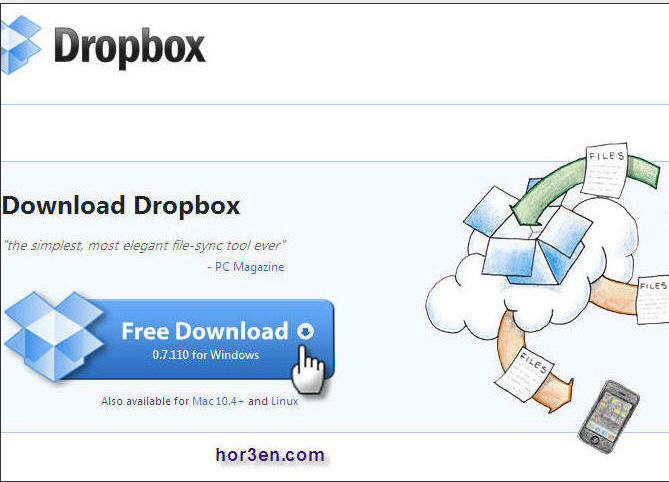 Dropbox
Download Dropbox
"the simplest, most elegant file-sync tool ever"
- PC Magazine
Free Download
0.7.110 for Windows
Also available for Mac 10.4+ and Linux
FILES
FILES
FILES
hor3en.com